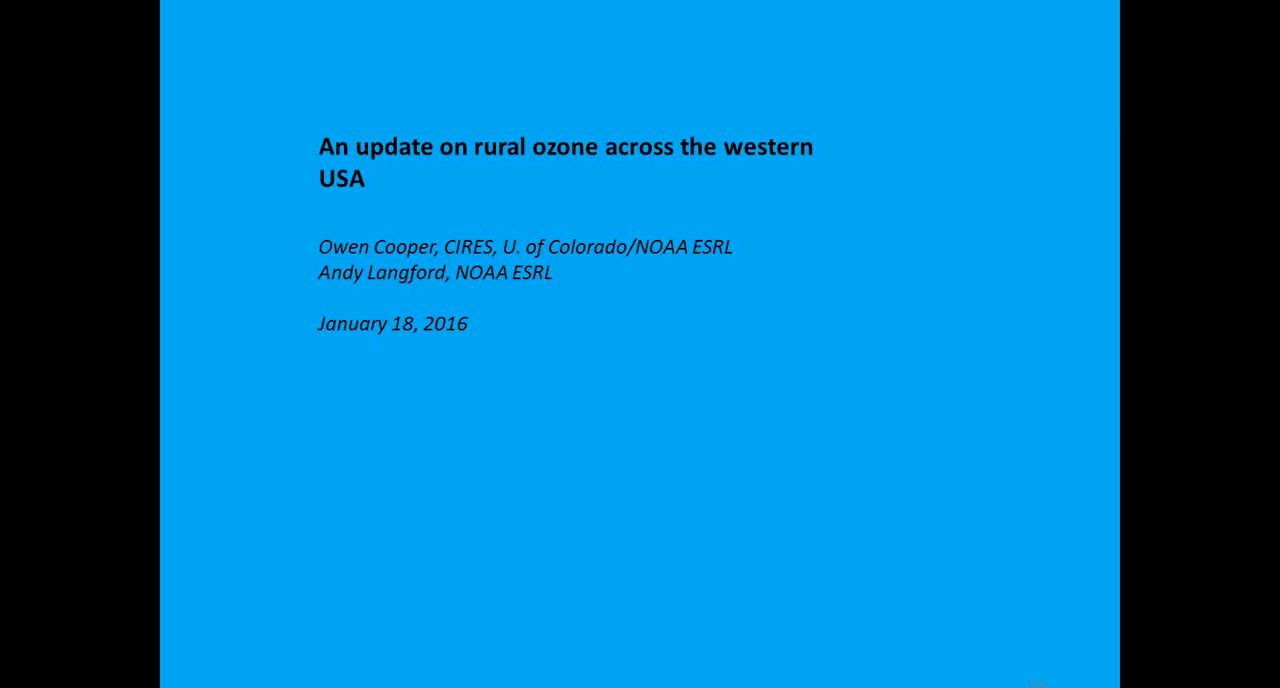 An update on rural ozone across the western
USA
Owen Cooper, CIRES, U. of Colorado/NOAA ESRL
Andy Langford, NOAA ESRL
January 18, 2016